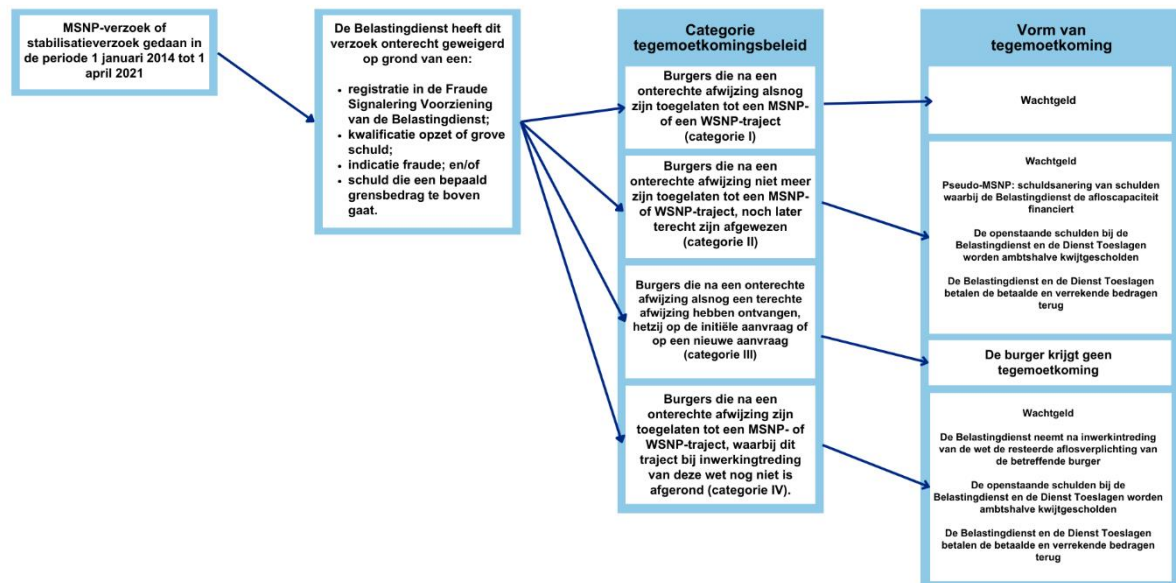 MSNP-verzoek of
stabilisatieverzoek gedaan in
de periode 1 januari 2014 tot 1
april 2021
De Belastingdienst heeft dit
verzoek onterecht geweigerd
op grond van een:
• registratie in de Fraude
Signalering Voorziening
van de Belastingdienst;
• kwalificatie opzet of grove
schuld;
• indicatie fraude; en/of
• schuld die een bepaald
grensbedrag te boven
gaat.
Categorie
tegemoetkomingsbeleid
Burgers die na een
onterechte afwijzing alsnog
zijn toegelaten tot een MSNP-
of een WSNP-traject
(categorie I)
Burgers die na een
onterechte afwijzing niet meer
zijn toegelaten tot een MSNP-
of WSNP-traject, noch later
terecht zijn afgewezen
(categorie II)
Burgers die na een onterechte
afwijzing alsnog een terechte
afwijzing hebben ontvangen,
hetzij op de initiële aanvraag of
op een nieuwe aanvraag
(categorie III)
Burgers die na een
onterechte afwijzing zijn
toegelaten tot een MSNP- of
WSNP-traject, waarbij dit
traject bij inwerkingtreding
van deze wet nog niet is
afgerond (categorie IV).
Vorm van
tegemoetkoming
Wachtgeld
Wachtgeld
Pseudo-MSNP: schuldsanering van schulden
waarbij de Belastingdienst de afloscapaciteit
financiert
De openstaande schulden bij de
Belastingdienst en de Dienst Toeslagen
worden ambtshalve kwijtgescholden
De Belastingdienst en de Dienst Toeslagen
betalen de betaalde en verrekende bedragen
terug
De burger krijgt geen
tegemoetkoming
Wachtgeld
De Belastingdienst neemt na inwerkintreding
van de wet de resteerde aflosverplichting van
de betreffende burger
De openstaande schulden bij de
Belastingdienst en de Dienst Toeslagen worden
ambtshalve kwijtgescholden
De Belastingdienst en de Dienst Toeslagen
betalen de betaalde en verrekende bedragen
terug